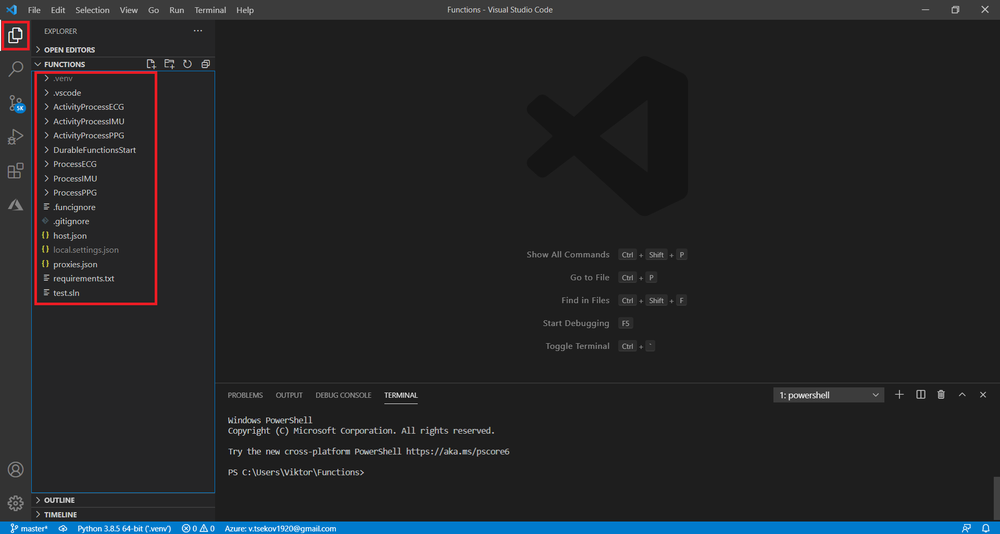 File Edit Selection View Go Run Terminal Help
Functions - Visual Studio Code
EXPLORER
OPEN EDITORS
FUNCTIONS
.venv
.vscode
ActivityProcessECG
ActivityProcessIMU
ActivityProcessPPG
DurableFunctionsStart
ProcessECG
ProcessIMU
ProcessPPG
.funcignore
.gitignore
{} host.json
{} local.settings.json
{} proxies.json
requirements.txt
test.sln
5K
OUTLINE
TIMELINE
Show All Commands Ctrl + Shift + P
Go to File Ctrl + P
Find in Files Ctrl + Shift + F
Start Debugging F5
Toggle Terminal Ctrl + `
PROBLEMS OUTPUT DEBUG CONSOLE TERMINAL
1: powershell
Windows PowerShell
Copyright (C) Microsoft Corporation. All rights reserved.
Try the new cross-platform PowerShell https://aka.ms/pscore6
PS C:\Users\Viktor\Functions>
master* Python 3.8.5 64-bit ('.venv') 0 0 Azure: v.tsekov1920@gmail.com